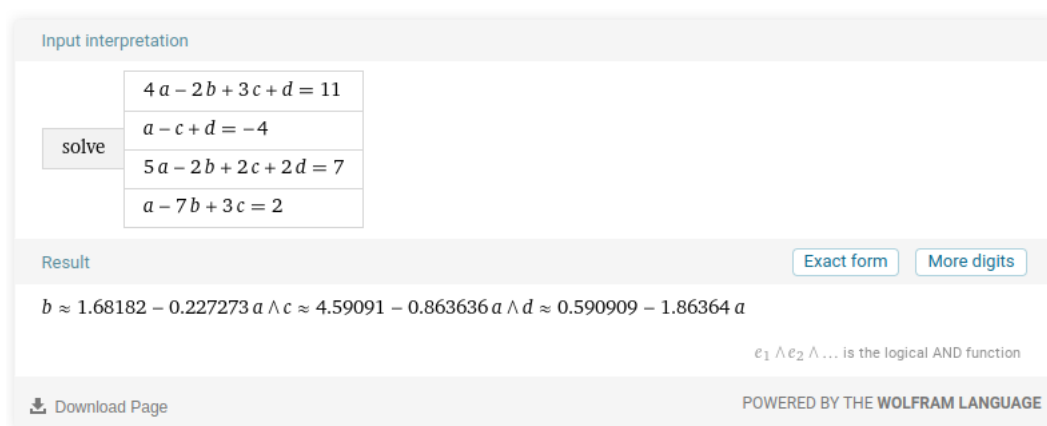 Input interpretation
solve
4 a − 2 b + 3 c + d = 11
a − c + d = −4
5 a − 2 b + 2 c + 2 d = 7
a − 7 b + 3 c = 2
Result
Exact form
More digits
b ≈ 1.68182 − 0.227273 a ∧ c ≈ 4.59091 − 0.863636 a ∧ d ≈ 0.590909 − 1.86364 a
e₁ ∧ e₂ ∧ … is the logical AND function
Download Page
POWERED BY THE WOLFRAM LANGUAGE